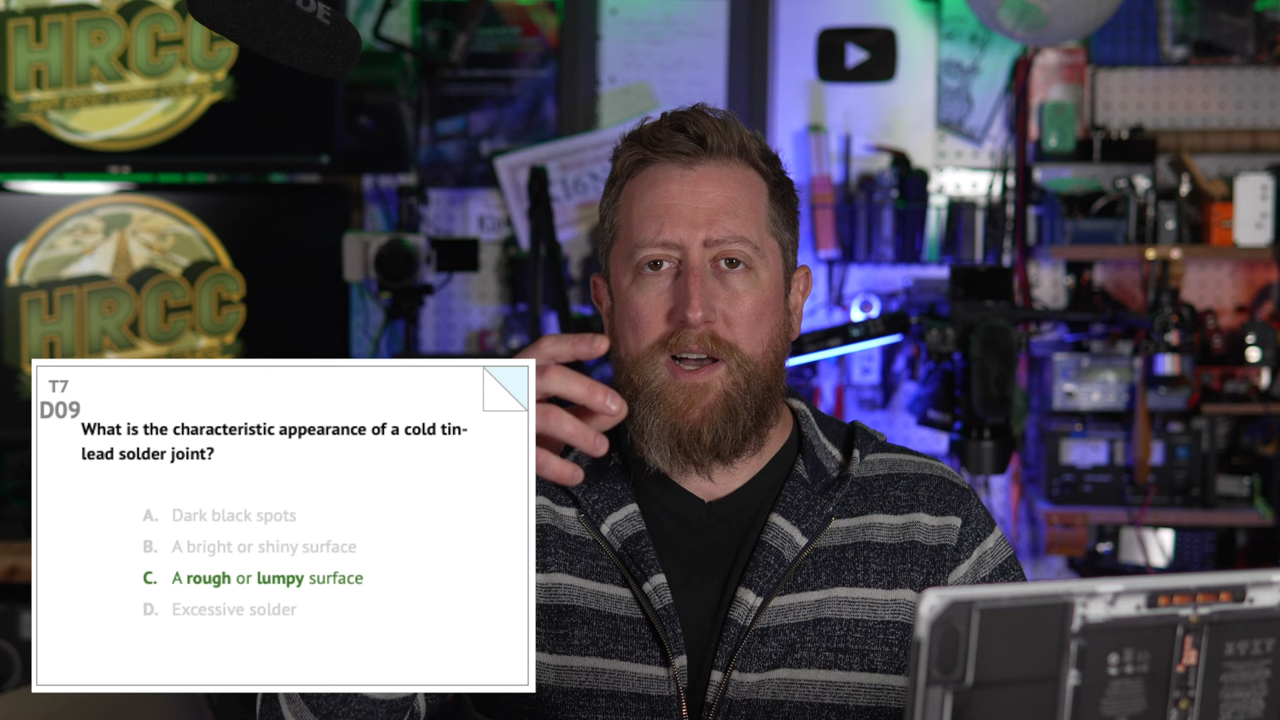 DE
HRCC
HRCC
T7
D09
What is the characteristic appearance of a cold tin-
lead solder joint?
A. Dark black spots
B. A bright or shiny surface
C. A rough or lumpy surface
D. Excessive solder